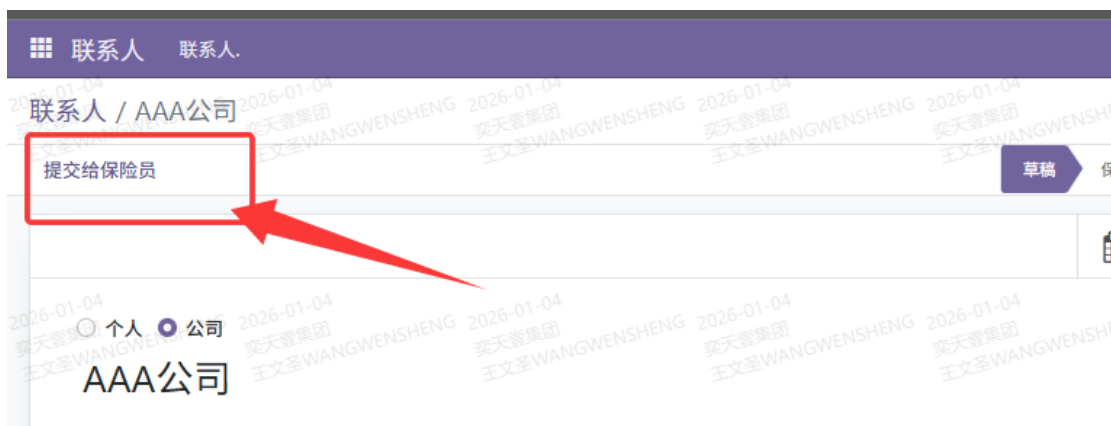 联系人 联系人.
联系人 / AAA公司
提交给保险员
草稿
个人 公司
AAA公司
2026-01-04
奕天壹集团
王文圣WANGWENSHENG